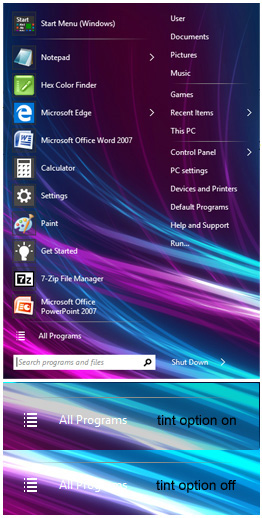 Start
Start Menu (Windows)
Notepad
Hex Color Finder
Microsoft Edge
Microsoft Office Word 2007
Calculator
Settings
Paint
Get Started
7-Zip File Manager
Microsoft Office
PowerPoint 2007
All Programs
Search programs and files
User
Documents
Pictures
Music
Games
Recent Items
This PC
Control Panel
PC settings
Devices and Printers
Default Programs
Help and Support
Run...
Shut Down
All Programs tint option on
All Programs tint option off